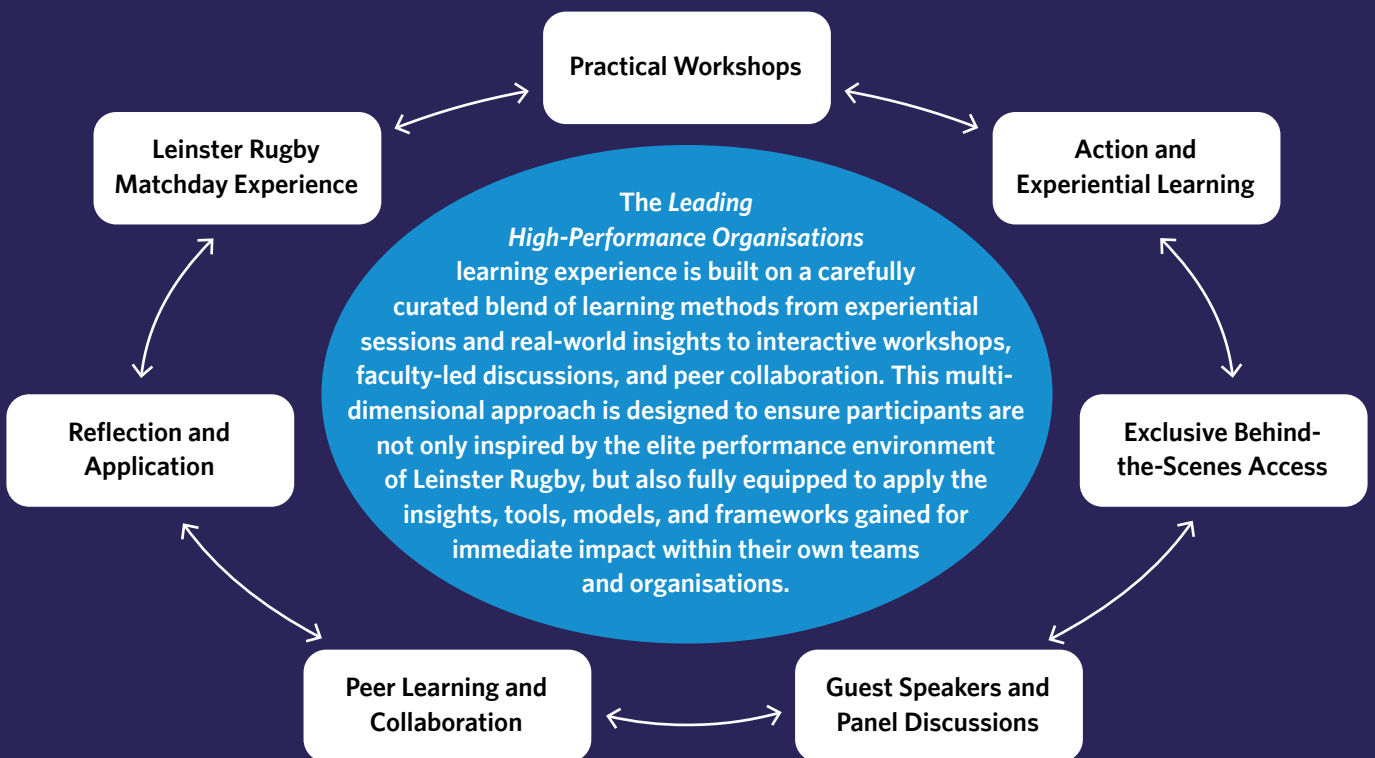 Practical Workshops
Leinster Rugby
Matchday Experience
Action and
Experiential Learning
The Leading
High-Performance Organisations
learning experience is built on a carefully
curated blend of learning methods from experiential
sessions and real-world insights to interactive workshops,
faculty-led discussions, and peer collaboration. This multi-
dimensional approach is designed to ensure participants are
not only inspired by the elite performance environment
of Leinster Rugby, but also fully equipped to apply the
insights, tools, models, and frameworks gained for
immediate impact within their own teams
and organisations.
Reflection and
Application
Exclusive Behind-
the-Scenes Access
Peer Learning and
Collaboration
Guest Speakers and
Panel Discussions